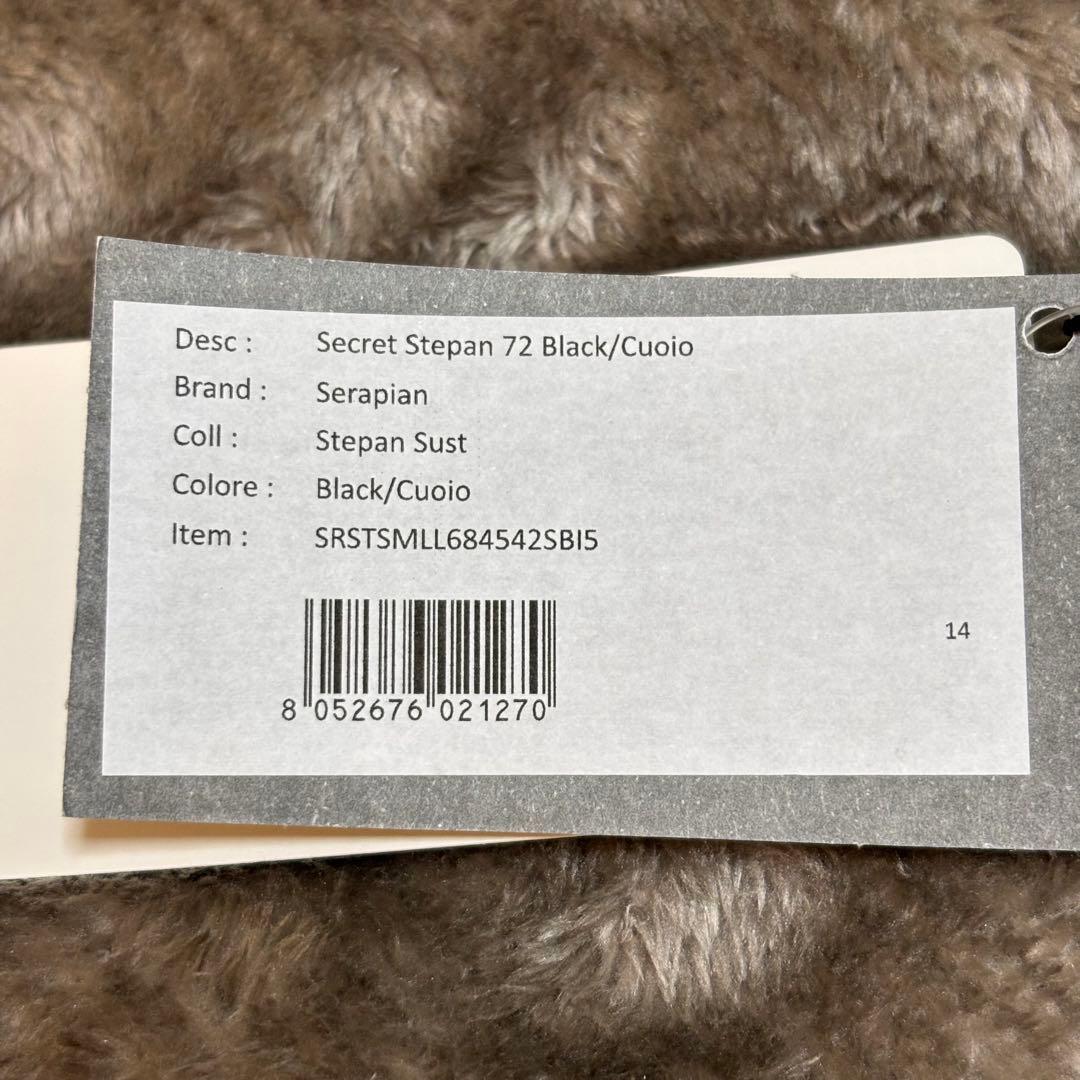 Desc : Secret Stepan 72 Black/Cuoio
Brand : Serapian
Coll : Stepan Sust
Colore : Black/Cuoio
Item : SRSTSMLL684542SBI5
14
8 052676 021270